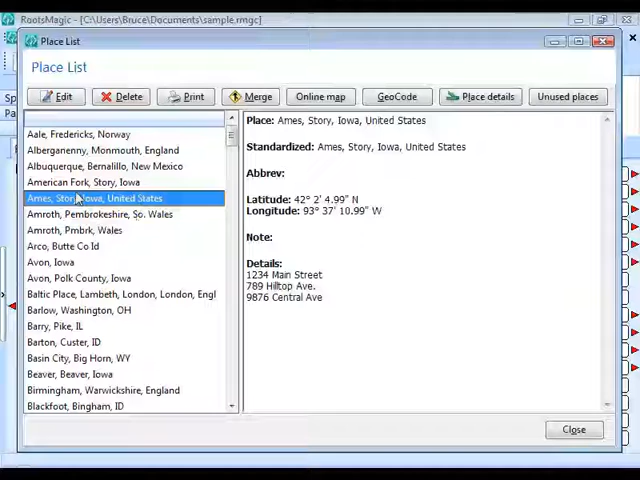 RootsMagic - [C:\Users\Bruce\Documents\sample.rmgc]
Place List
Place List
Edit
Delete
Print
Merge
Online map
GeoCode
Place details
Unused places
Aale, Fredericks, Norway
Alberganenny, Monmouth, England
Albuquerque, Bernalillo, New Mexico
American Fork, Story, Iowa
Ames, Story, Iowa, United States
Amroth, Pembrokeshire, So. Wales
Amroth, Pmbrk, Wales
Arco, Butte Co Id
Avon, Iowa
Avon, Polk County, Iowa
Baltic Place, Lambeth, London, London, Engl
Barlow, Washington, OH
Barry, Pike, IL
Barton, Custer, ID
Basin City, Big Horn, WY
Beaver, Beaver, Iowa
Birmingham, Warwickshire, England
Blackfoot, Bingham, ID
Place: Ames, Story, Iowa, United States
Standardized: Ames, Story, Iowa, United States
Abbrev:
Latitude: 42° 2' 4.99" N
Longitude: 93° 37' 10.99" W
Note:
Details:
1234 Main Street
789 Hilltop Ave.
9876 Central Ave
Close
Sp
Pa